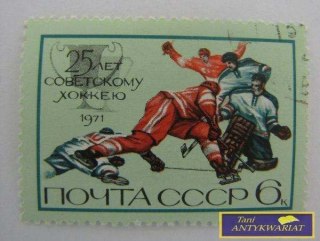 25 ЛЕТ
СОВЕТСКОМУ
ХОККЕЮ
1971
ПОЧТА СССР 6к
Tani
ANTYKWARIAT